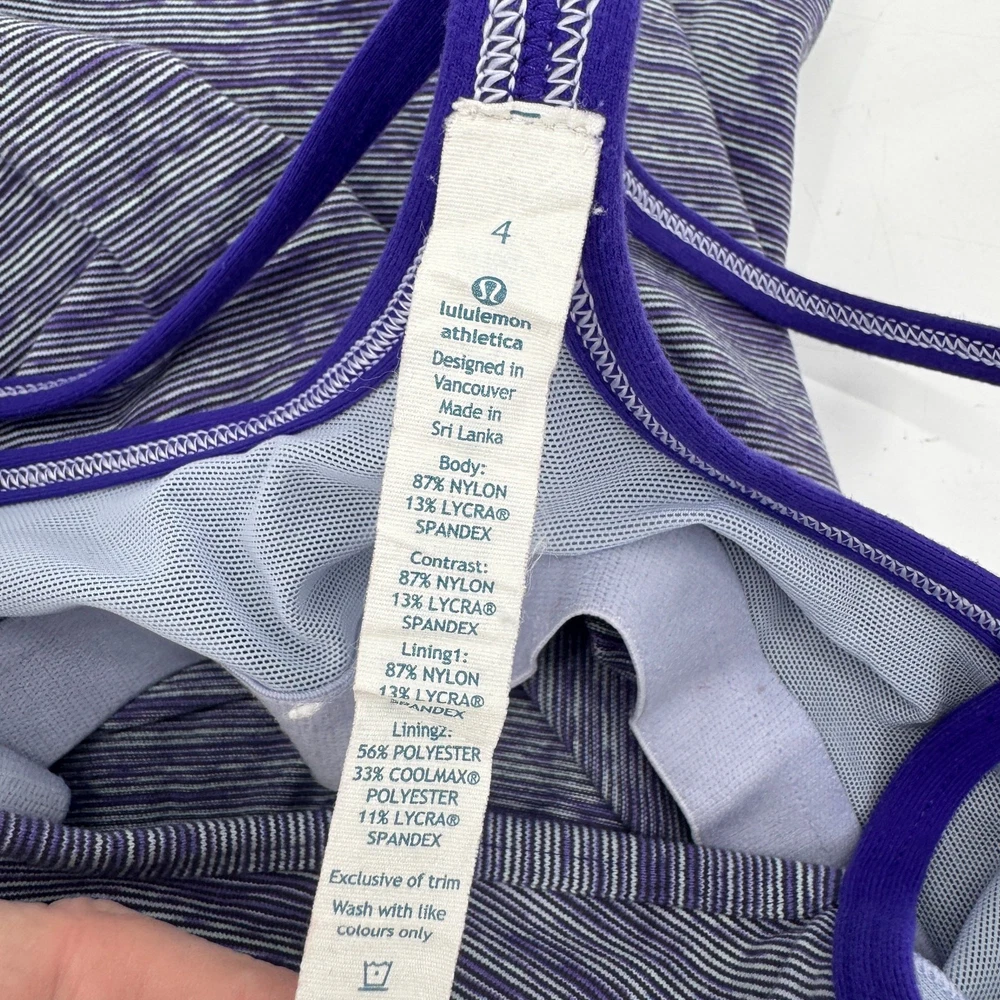 4
lululemon
athletica
Designed in
Vancouver
Made in
Sri Lanka
Body:
87% NYLON
13% LYCRA®
SPANDEX
Contrast:
87% NYLON
13% LYCRA®
SPANDEX
Lining1:
87% NYLON
13% LYCRA®
SPANDEX
Lining2:
56% POLYESTER
33% COOLMAX®
POLYESTER
11% LYCRA®
SPANDEX
Exclusive of trim
Wash with like
colours only